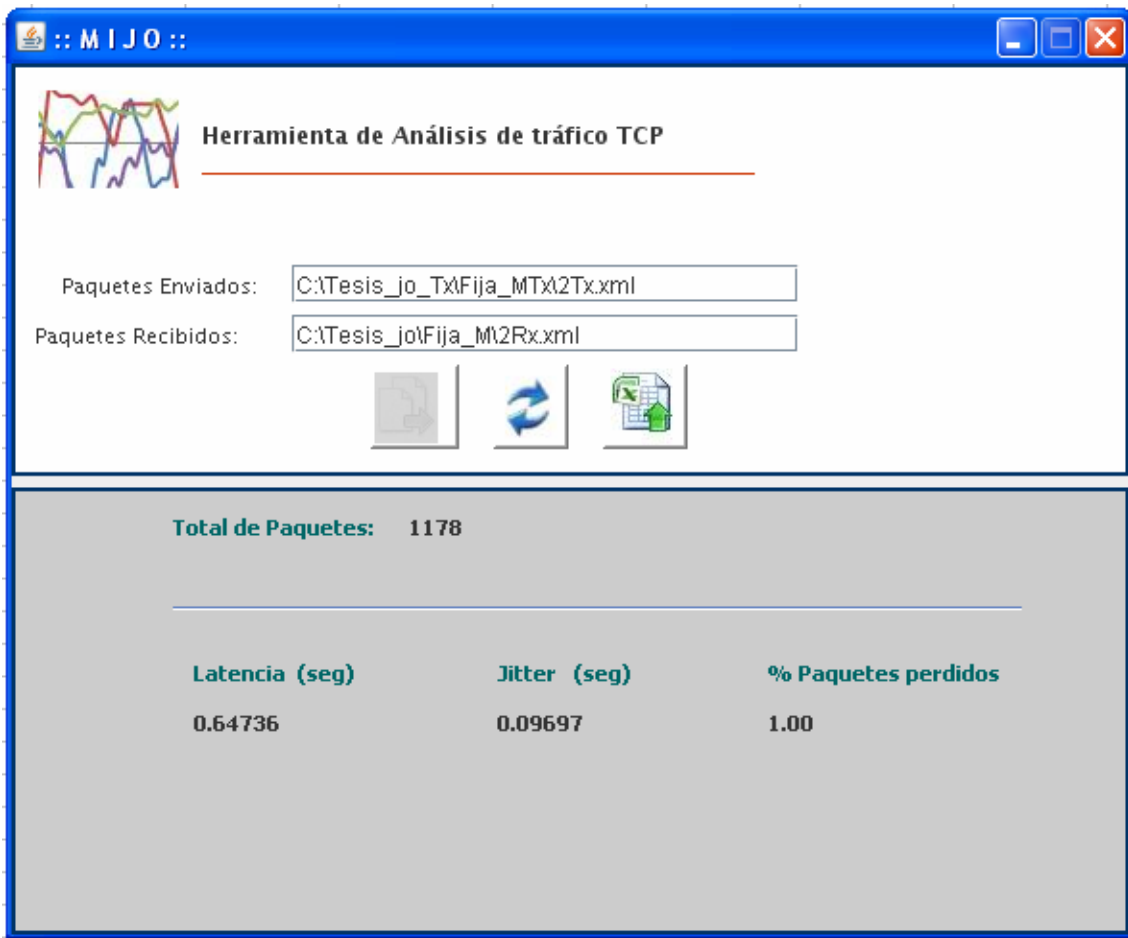 :: M I J O ::
Herramienta de Análisis de tráfico TCP
Paquetes Enviados: C:\Tesis_jo_Tx\Fija_MTx\2Tx.xml
Paquetes Recibidos: C:\Tesis_jo\Fija_M\2Rx.xml
Total de Paquetes: 1178
Latencia (seg) Jitter (seg) % Paquetes perdidos
0.64736 0.09697 1.00